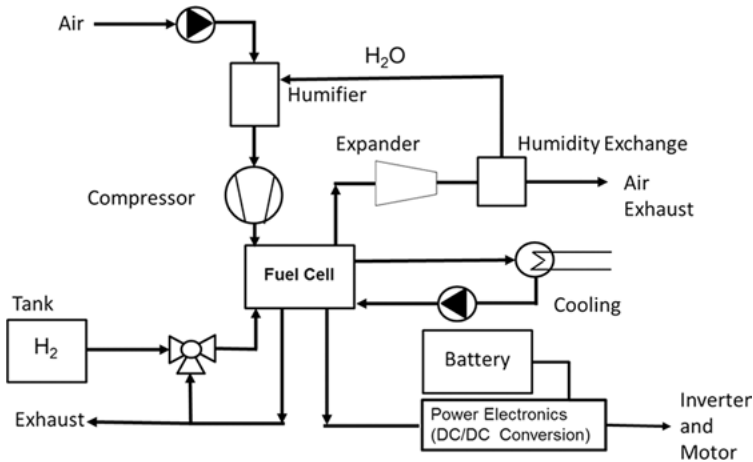 Air
H₂O
Humifier
Expander
Humidity Exchange
Compressor
Air
Exhaust
Fuel Cell
Tank
Cooling
H₂
Battery
Exhaust
Power Electronics
(DC/DC Conversion)
Inverter
and
Motor